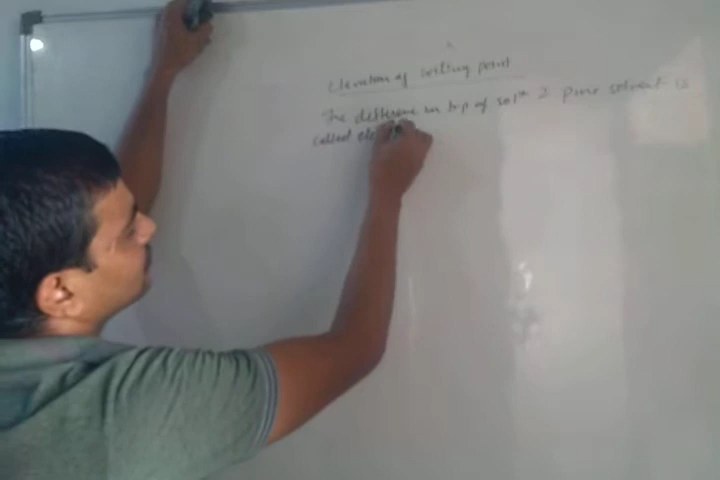 Elevation of boiling point
The difference in b.p of solⁿ & pure solvent is
called ele